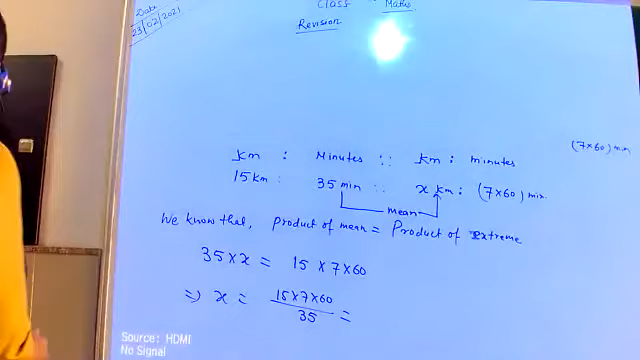 Date
23/02/2021
Class Maths
Revision
(7×60) min
Km : Minutes :: Km : minutes
15 km : 35 min :: x km : (7×60) min.
mean
We know that, product of mean = Product of Extreme
35 × x = 15 × 7 × 60
⇒ x = 15×7×60 / 35 =
Source: HDMI
No Signal